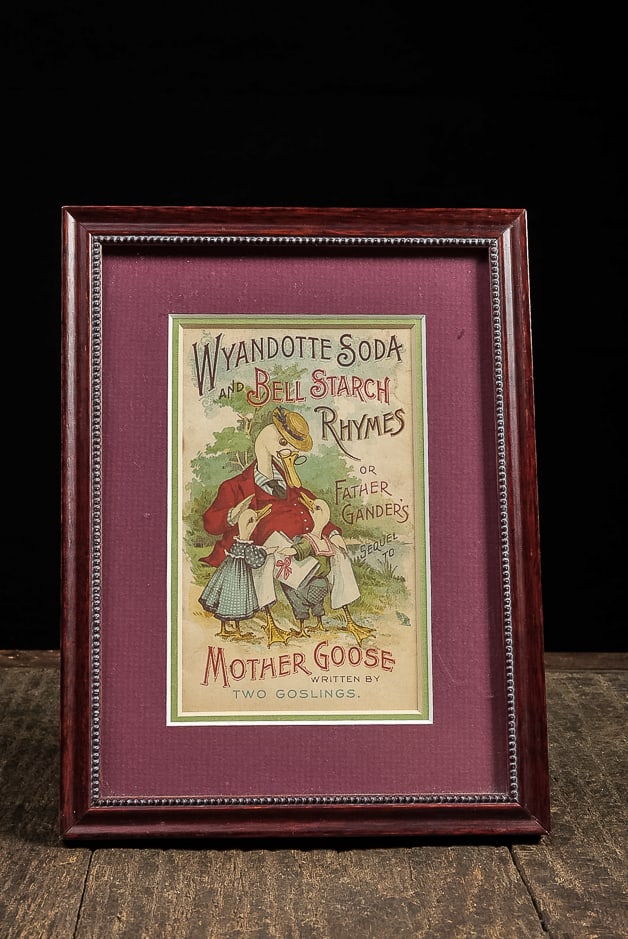 WYANDOTTE SODA
AND BELL STARCH
RHYMES
OR
FATHER
GANDER'S
SEQUEL
TO
MOTHER GOOSE
WRITTEN BY
TWO GOSLINGS.